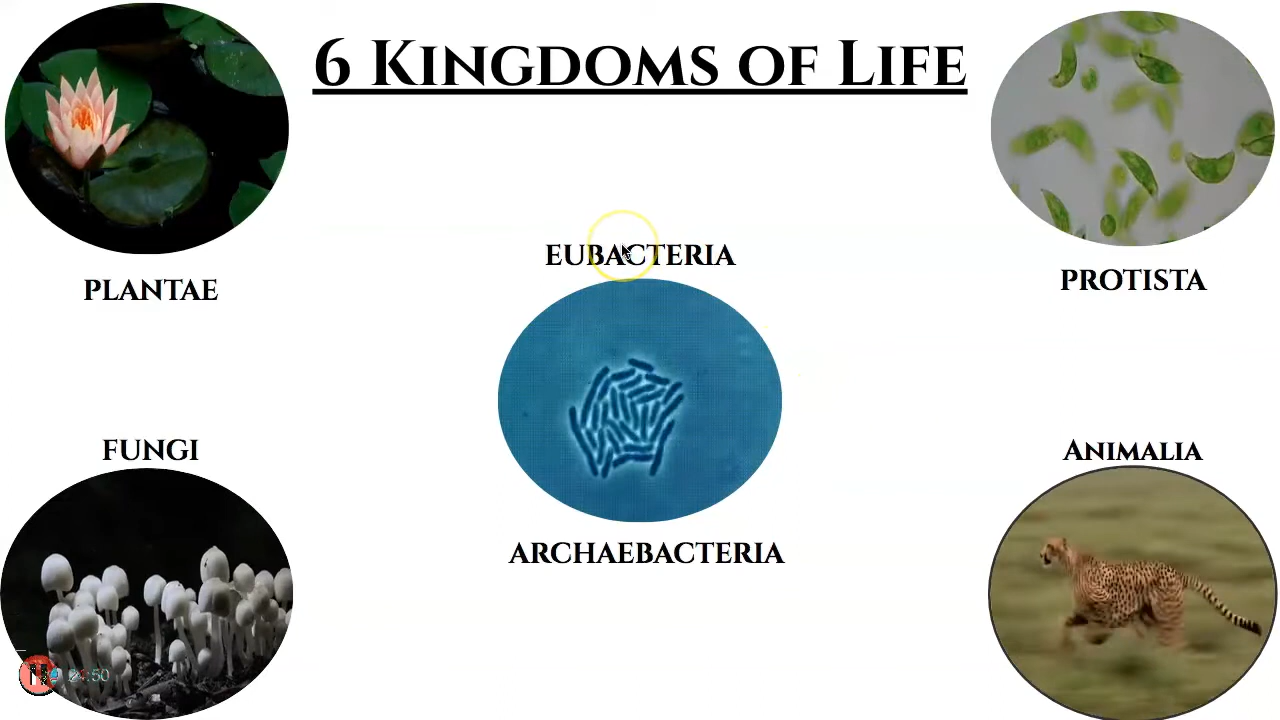 6 Kingdoms of Life
EUBACTERIA
PLANTAE
PROTISTA
FUNGI
Animalia
ARCHAEBACTERIA